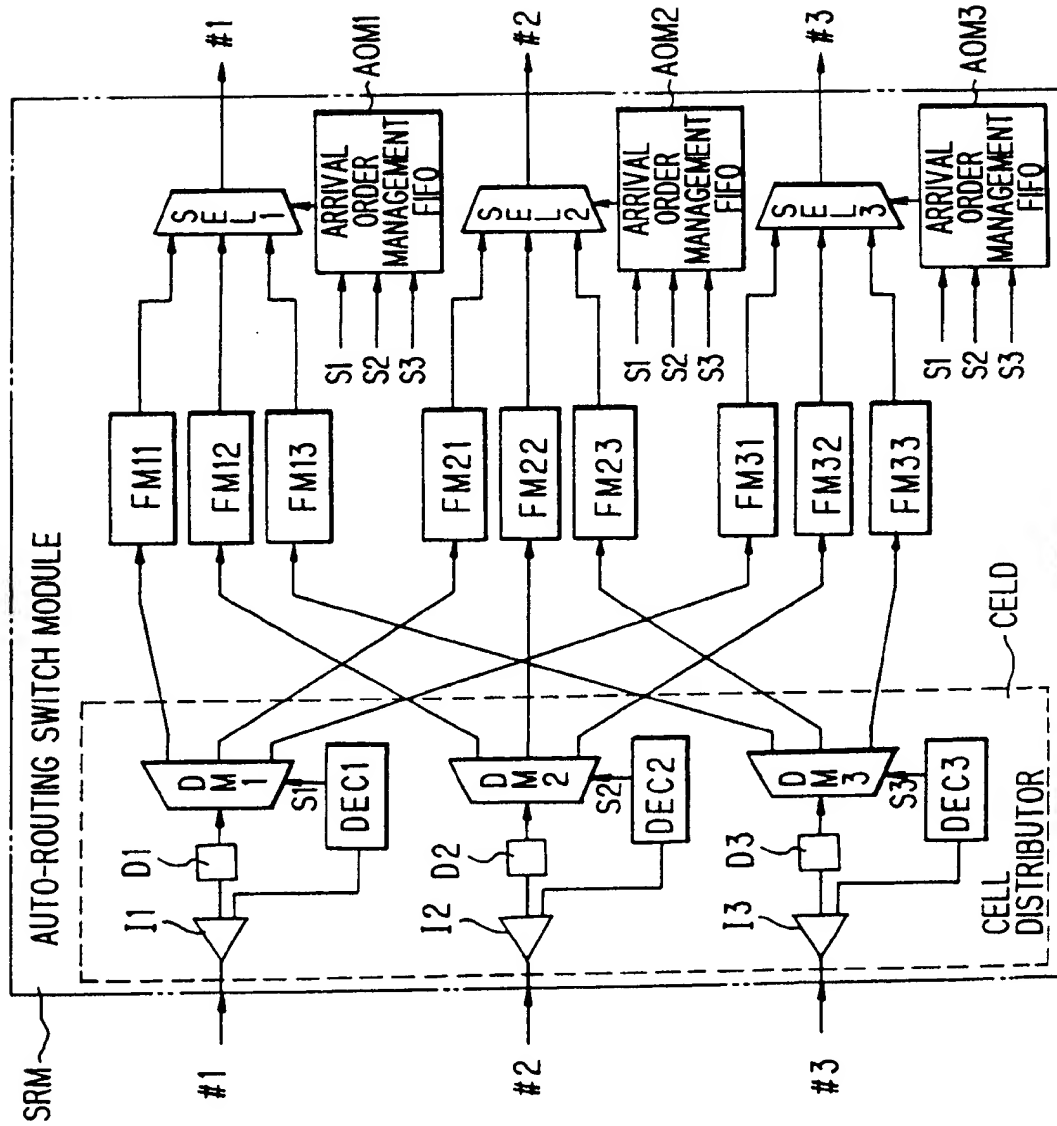 SRM
AUTO-ROUTING SWITCH MODULE
#1
I1
D1
DM1
S1
DEC1
FM11
FM12
FM13
S1
S2
S3
SEL1
ARRIVAL
ORDER
MANAGEMENT
FIFO
AOM1
#1
#2
I2
D2
DM2
S2
DEC2
FM21
FM22
FM23
S1
S2
S3
SEL2
ARRIVAL
ORDER
MANAGEMENT
FIFO
AOM2
#2
#3
I3
D3
DM3
S3
DEC3
CELL
DISTRIBUTOR
CELD
FM31
FM32
FM33
S1
S2
S3
SEL3
ARRIVAL
ORDER
MANAGEMENT
FIFO
AOM3
#3